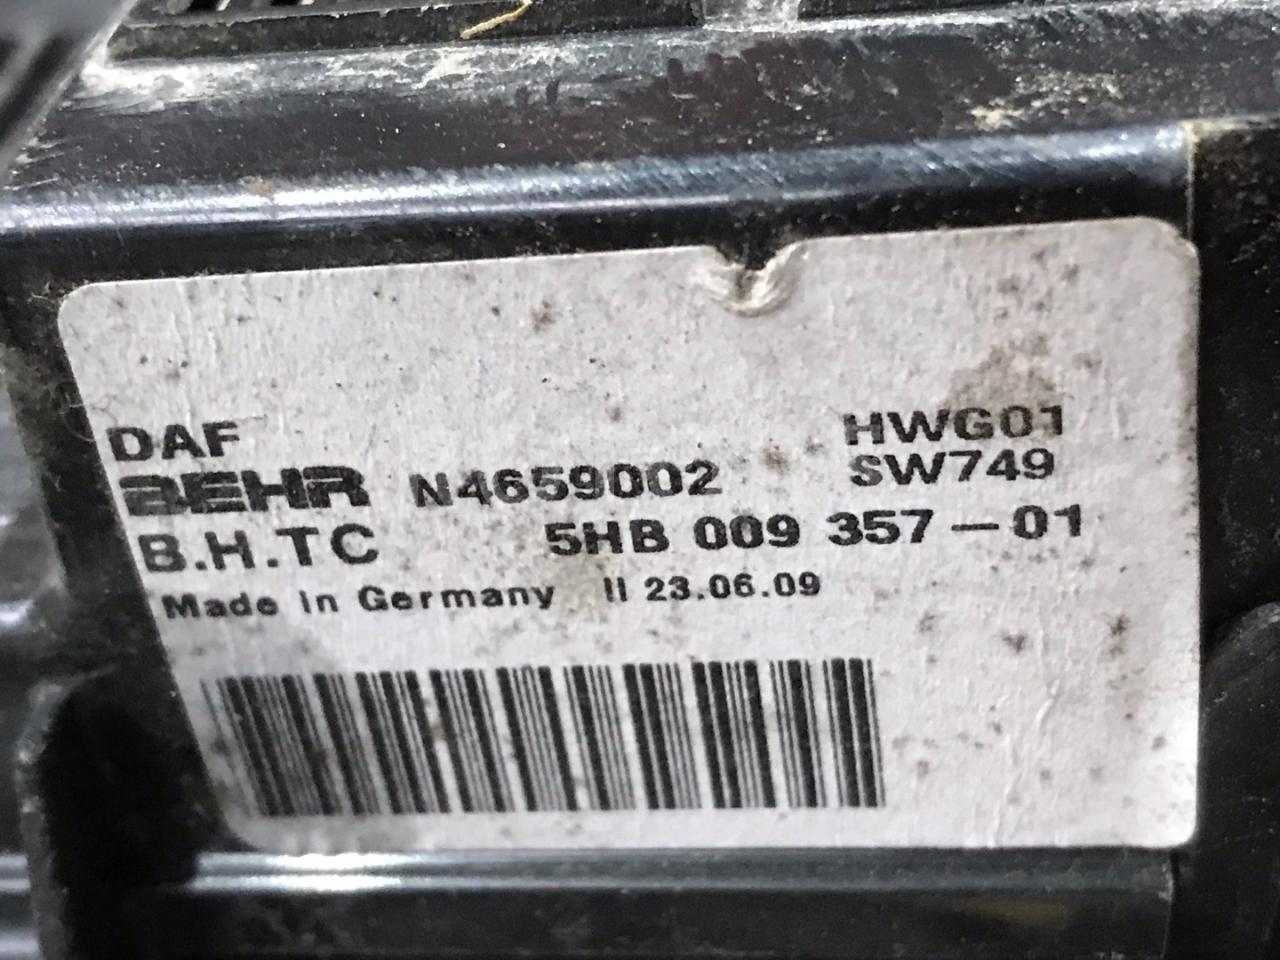 DAF HWG01
BEHR N4659002 SW749
B.H.TC 5HB 009 357-01
Made in Germany II 23.06.09